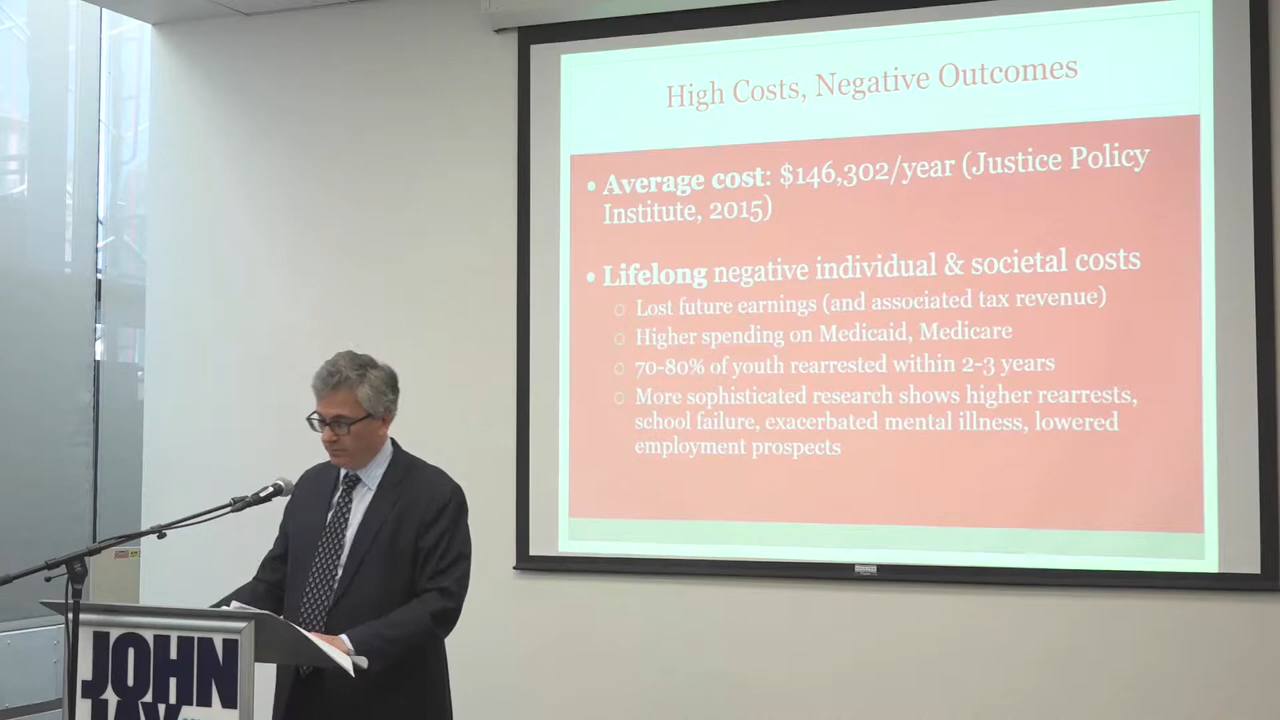 High Costs, Negative Outcomes
• Average cost: $146,302/year (Justice Policy
Institute, 2015)
• Lifelong negative individual & societal costs
○ Lost future earnings (and associated tax revenue)
○ Higher spending on Medicaid, Medicare
○ 70-80% of youth rearrested within 2-3 years
○ More sophisticated research shows higher rearrests,
school failure, exacerbated mental illness, lowered
employment prospects
JOHN
JAY